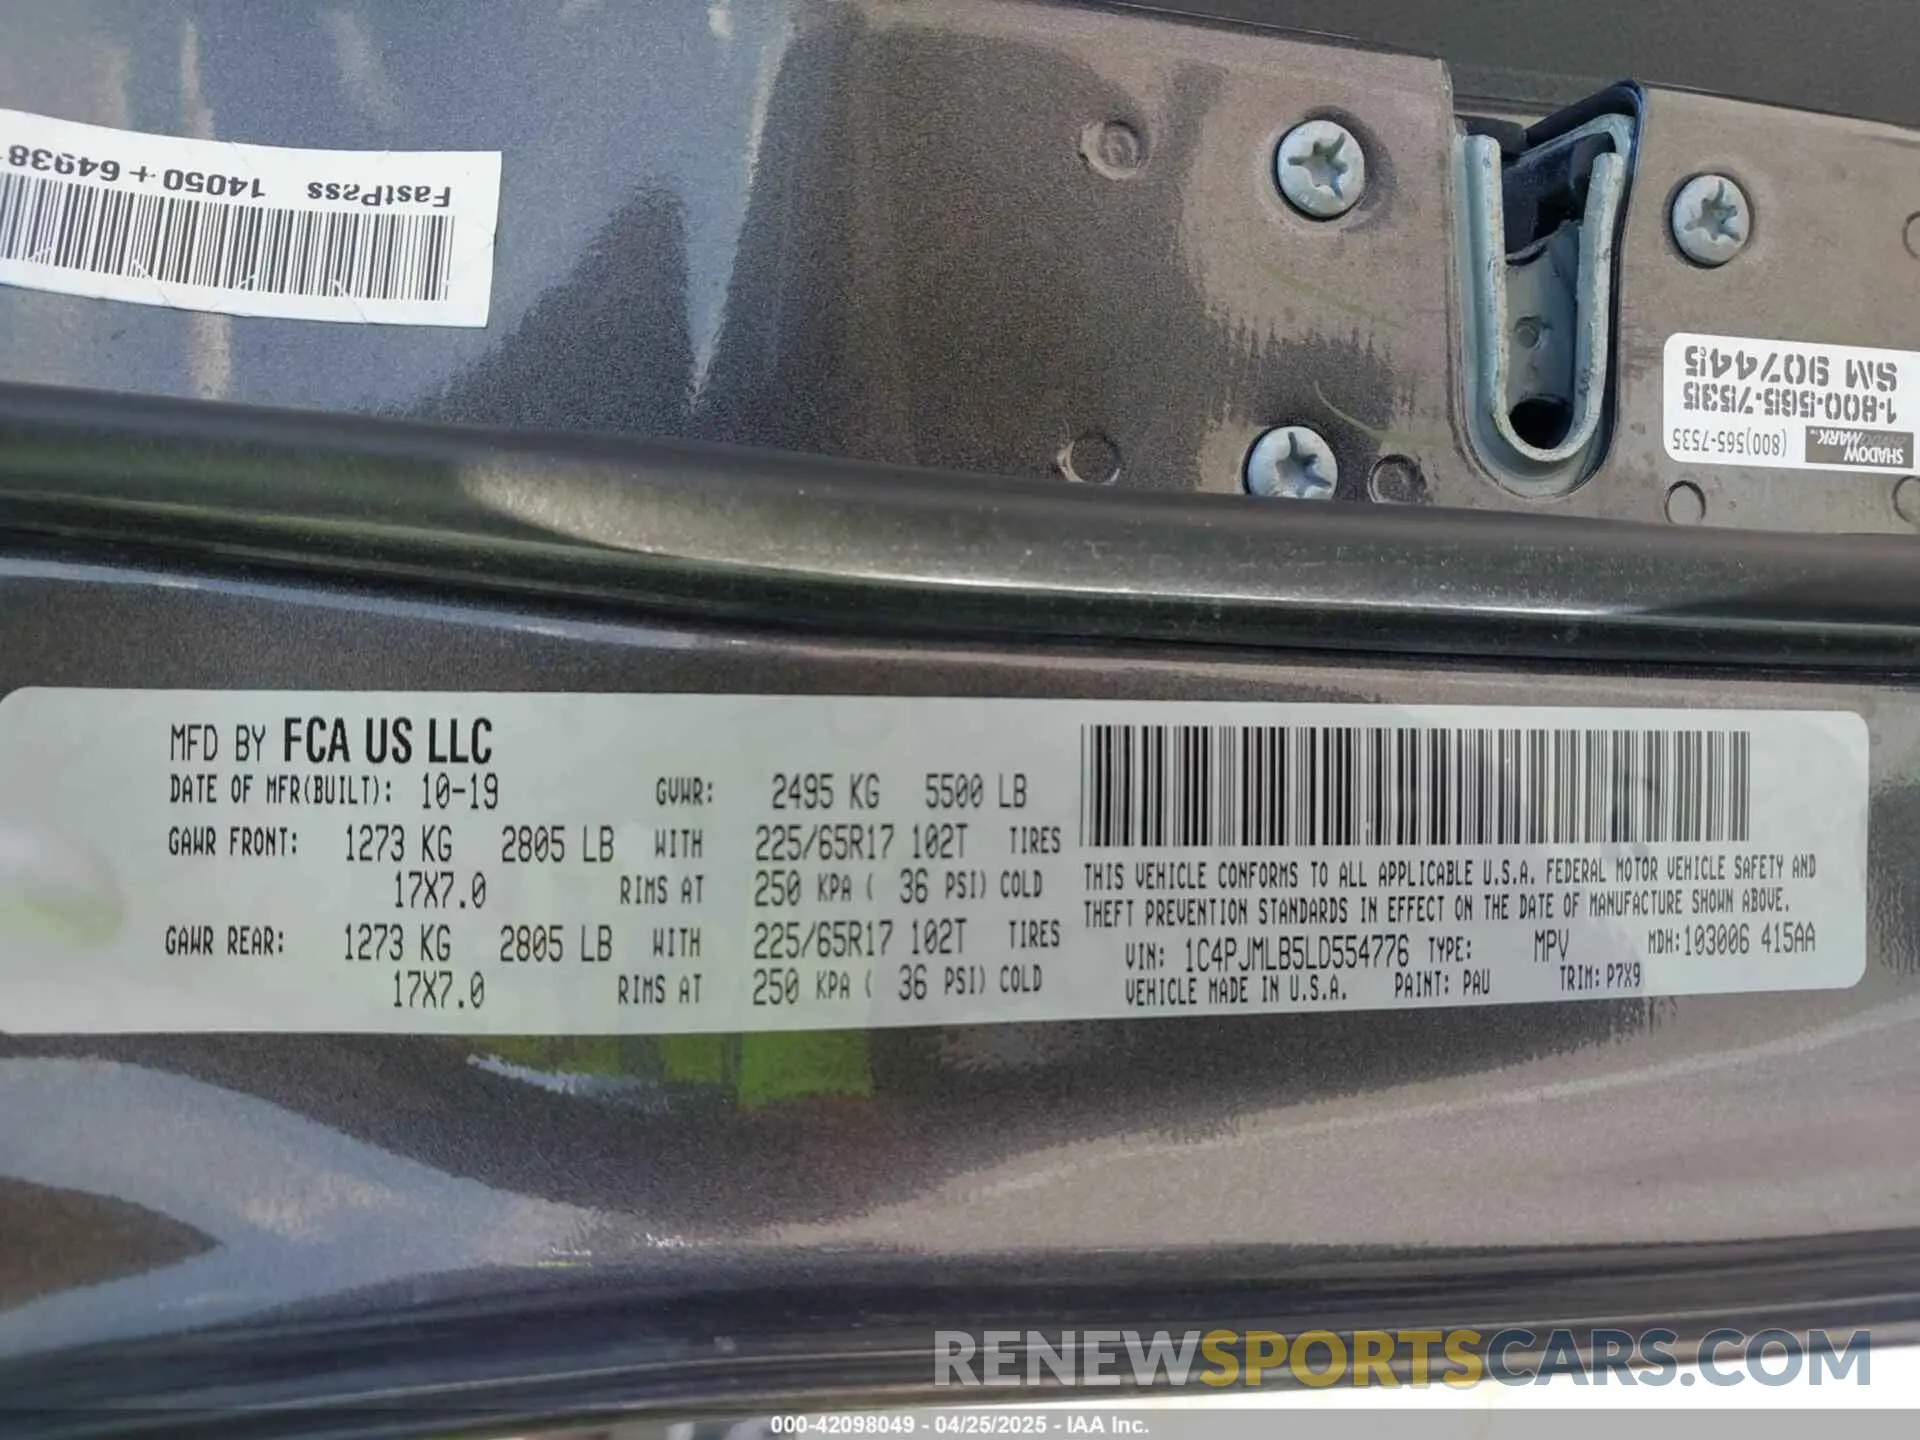 FastPass 14050+64938
SM 907445
1-800-565-7535
SHADOW MARK (800)565-7535
MFD BY FCA US LLC
DATE OF MFR(BUILT): 10-19 GVWR: 2495 KG 5500 LB
GAWR FRONT: 1273 KG 2805 LB WITH 225/65R17 102T TIRES
17X7.0 RIMS AT 250 KPA ( 36 PSI) COLD
GAWR REAR: 1273 KG 2805 LB WITH 225/65R17 102T TIRES
17X7.0 RIMS AT 250 KPA ( 36 PSI) COLD
THIS VEHICLE CONFORMS TO ALL APPLICABLE U.S.A. FEDERAL MOTOR VEHICLE SAFETY AND
THEFT PREVENTION STANDARDS IN EFFECT ON THE DATE OF MANUFACTURE SHOWN ABOVE.
VIN: 1C4PJMLB5LD554776 TYPE: MPV MDH:103006 415AA
VEHICLE MADE IN U.S.A. PAINT: PAU TRIM: P7X9
RENEWSPORTSCARS.COM
000-42098049 - 04/25/2025 - IAA Inc.